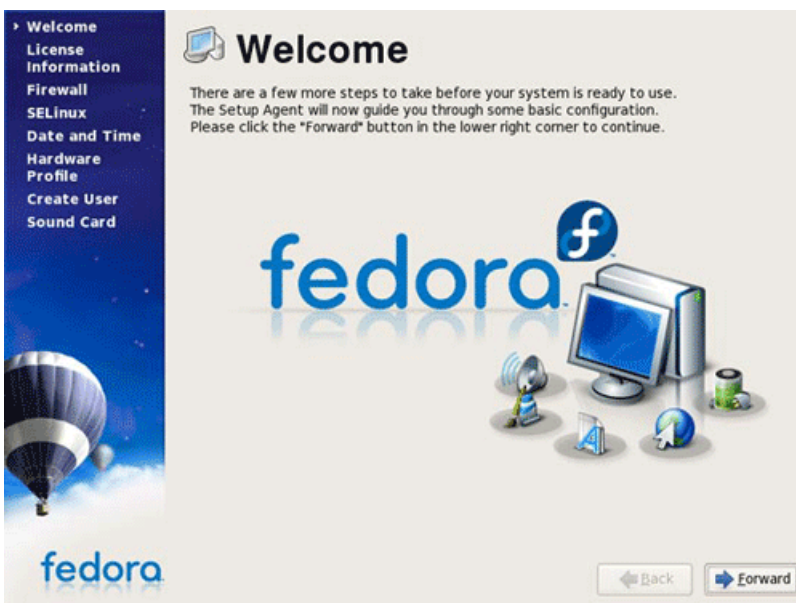 Welcome
License
Information
Firewall
SELinux
Date and Time
Hardware
Profile
Create User
Sound Card
Welcome
There are a few more steps to take before your system is ready to use.
The Setup Agent will now guide you through some basic configuration.
Please click the "Forward" button in the lower right corner to continue.
fedora
fedora
Back
Forward